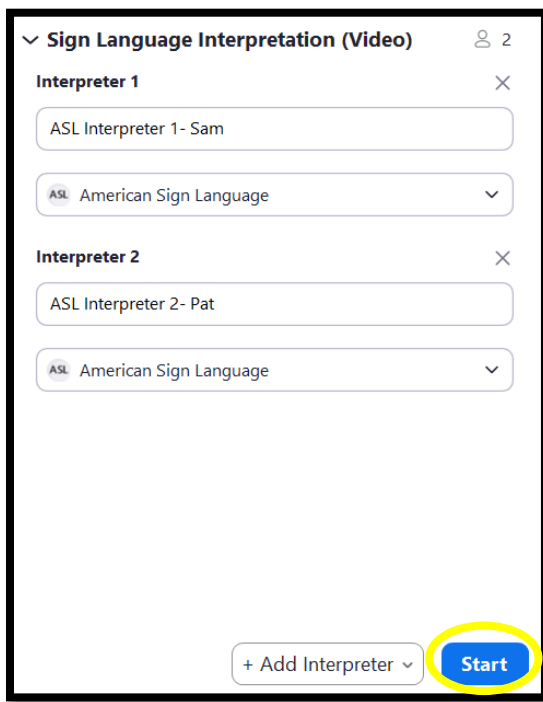 Sign Language Interpretation (Video) 2
Interpreter 1
ASL Interpreter 1- Sam
ASL American Sign Language
Interpreter 2
ASL Interpreter 2- Pat
ASL American Sign Language
+ Add Interpreter Start